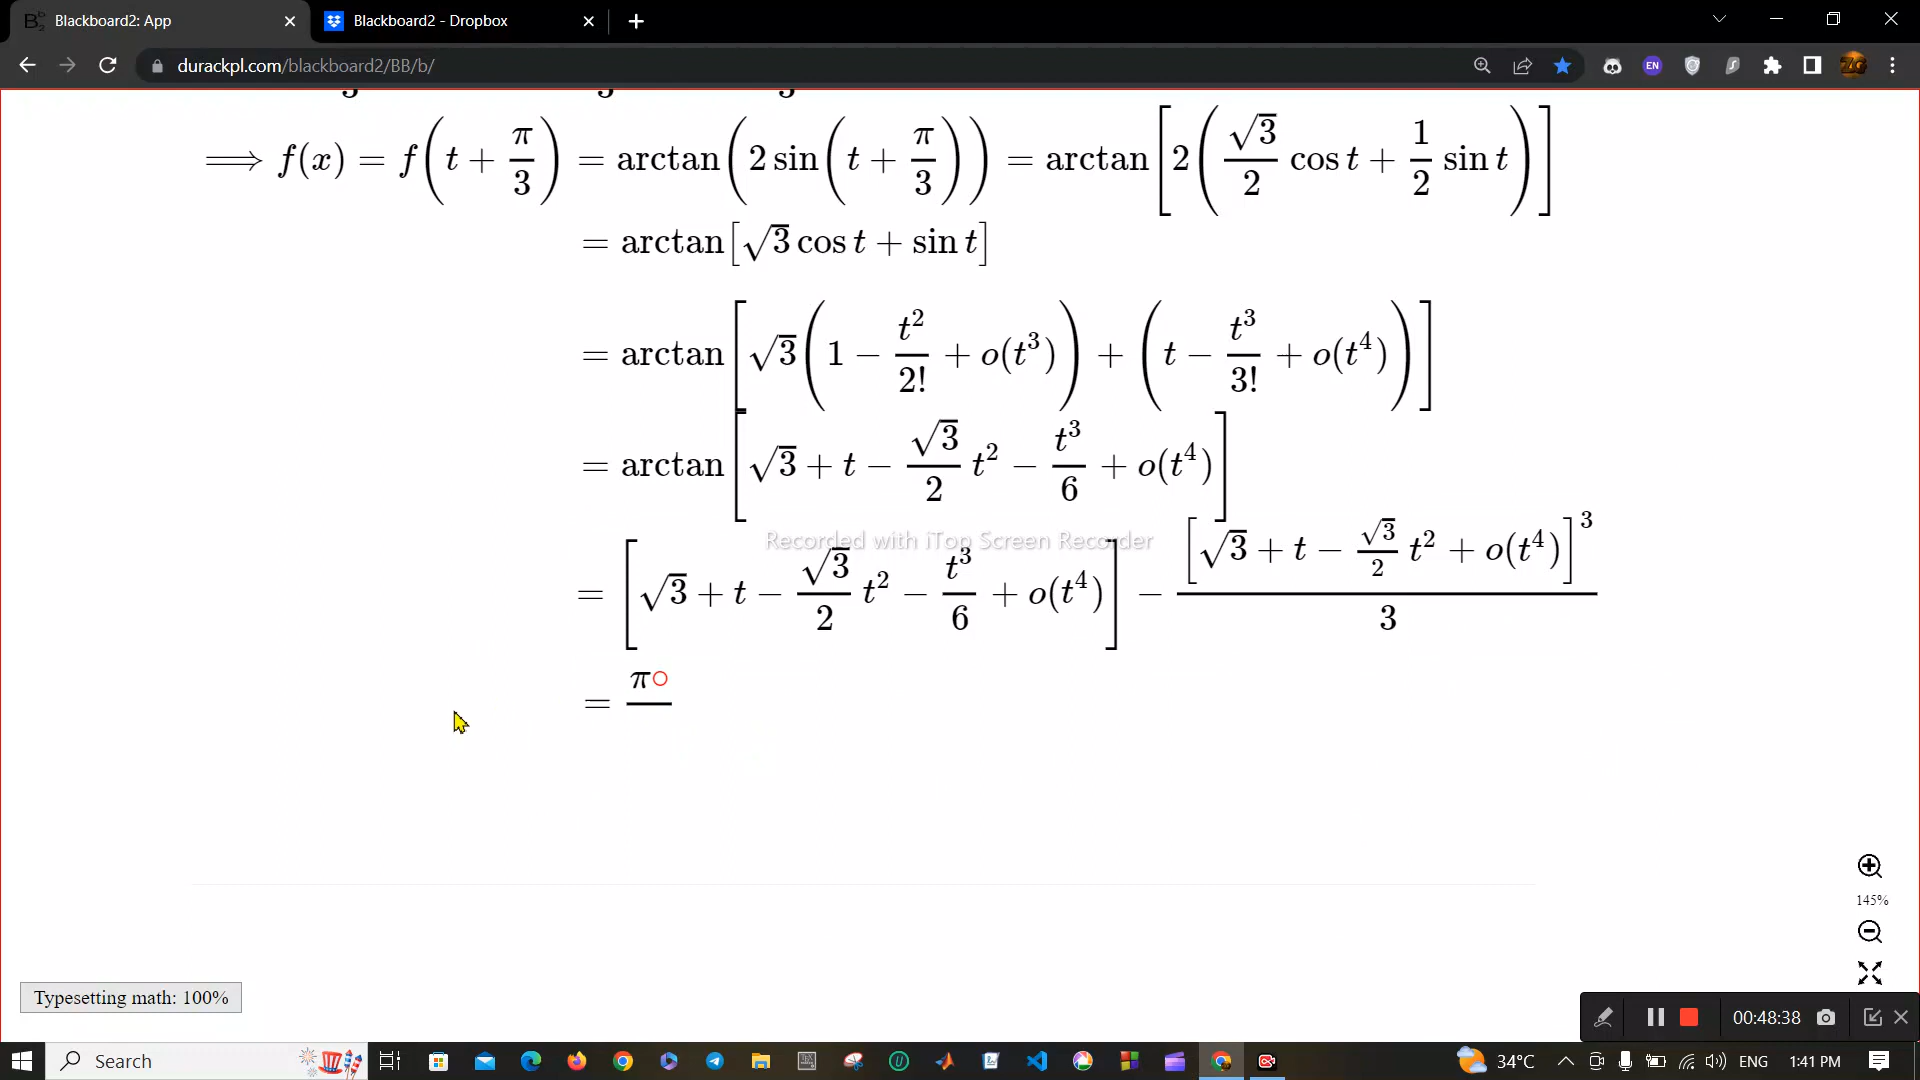 Blackboard2: App
Blackboard2 - Dropbox
durackpl.com/blackboard2/BB/b/
EN
⟹ f(x) = f(t + π/3) = arctan(2 sin(t + π/3)) = arctan[2(√3/2 cos t + 1/2 sin t)]
= arctan[√3 cos t + sin t]
= arctan[√3(1 − t²/2! + o(t³)) + (t − t³/3! + o(t⁴))]
= arctan[√3 + t − √3/2 t² − t³/6 + o(t⁴)]
Recorded with iTop Screen Recorder
= [√3 + t − √3/2 t² − t³/6 + o(t⁴)] − [√3 + t − √3/2 t² + o(t⁴)]³/3
= π
145%
Typesetting math: 100%
00:48:38
Search
34°C
ENG
1:41 PM